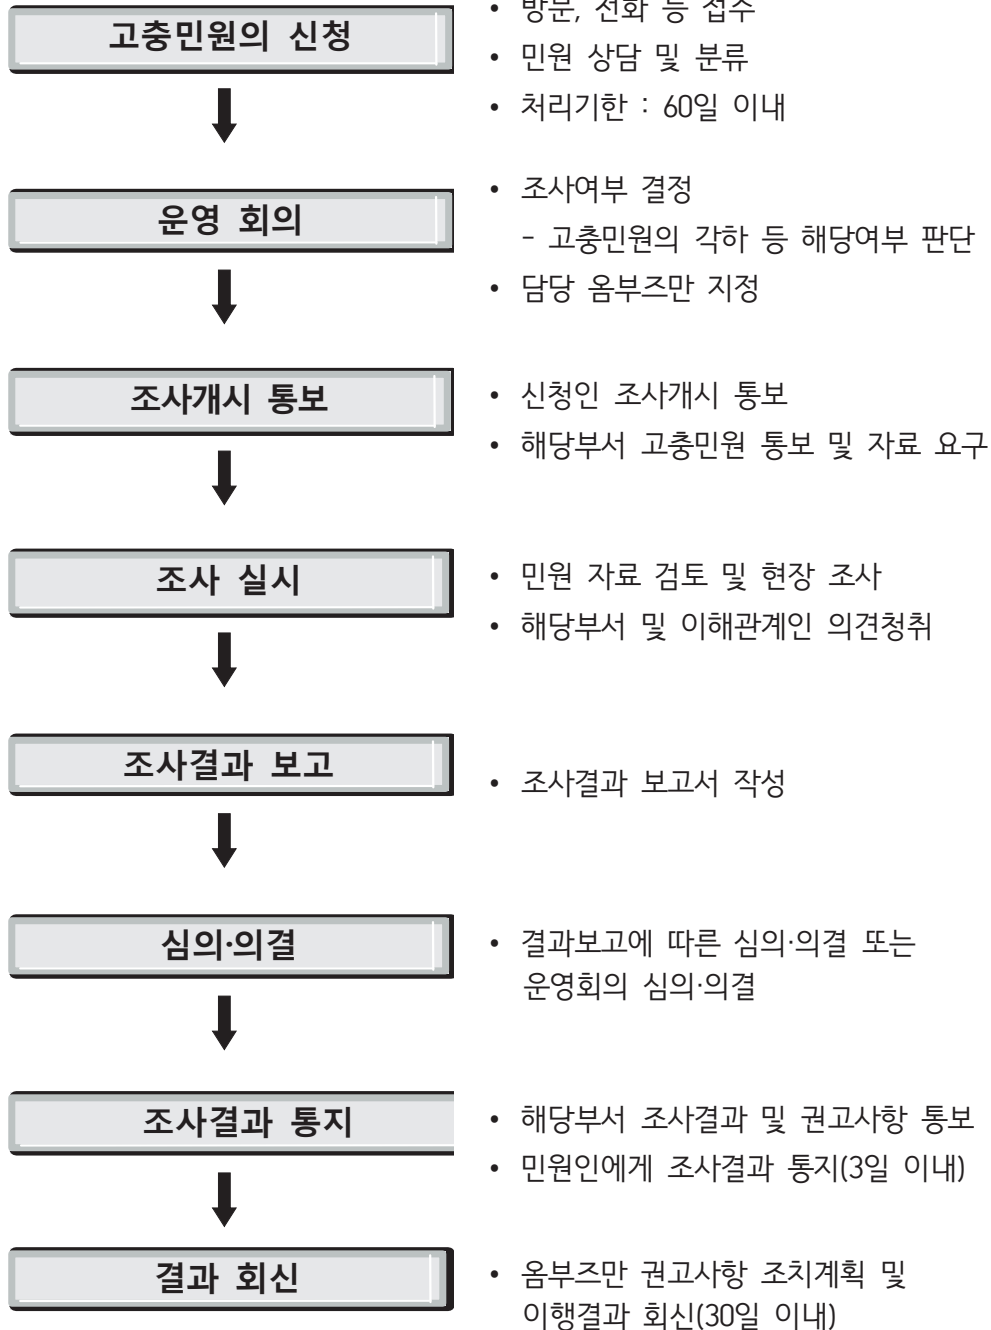 고충민원의 신청
• 방문, 전화 등 접수
• 민원 상담 및 분류
• 처리기한 : 60일 이내
운영 회의
• 조사여부 결정
- 고충민원의 각하 등 해당여부 판단
• 담당 옴부즈만 지정
조사개시 통보
• 신청인 조사개시 통보
• 해당부서 고충민원 통보 및 자료 요구
조사 실시
• 민원 자료 검토 및 현장 조사
• 해당부서 및 이해관계인 의견청취
조사결과 보고
• 조사결과 보고서 작성
심의·의결
• 결과보고에 따른 심의·의결 또는
운영회의 심의·의결
조사결과 통지
• 해당부서 조사결과 및 권고사항 통보
• 민원인에게 조사결과 통지(3일 이내)
결과 회신
• 옴부즈만 권고사항 조치계획 및
이행결과 회신(30일 이내)